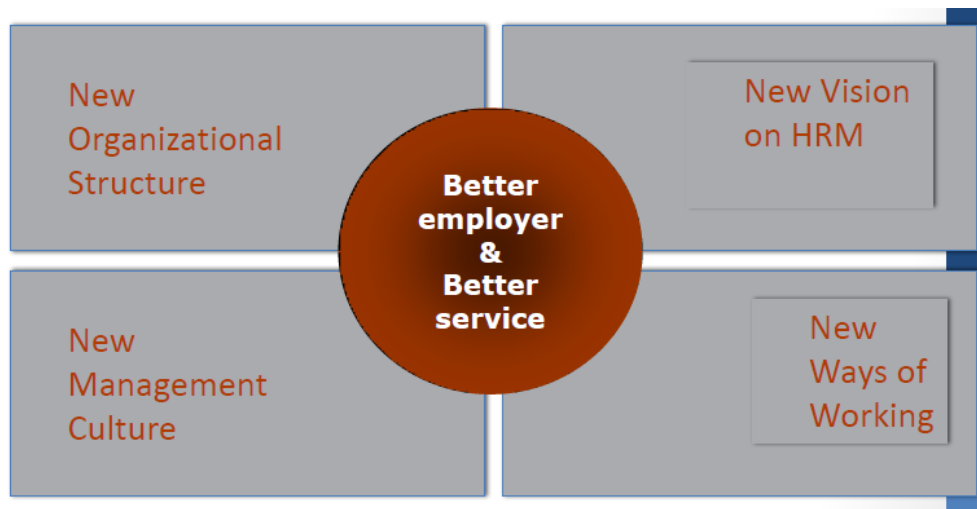 New
Organizational
Structure
New Vision
on HRM
Better
employer
&
Better
service
New
Management
Culture
New
Ways of
Working